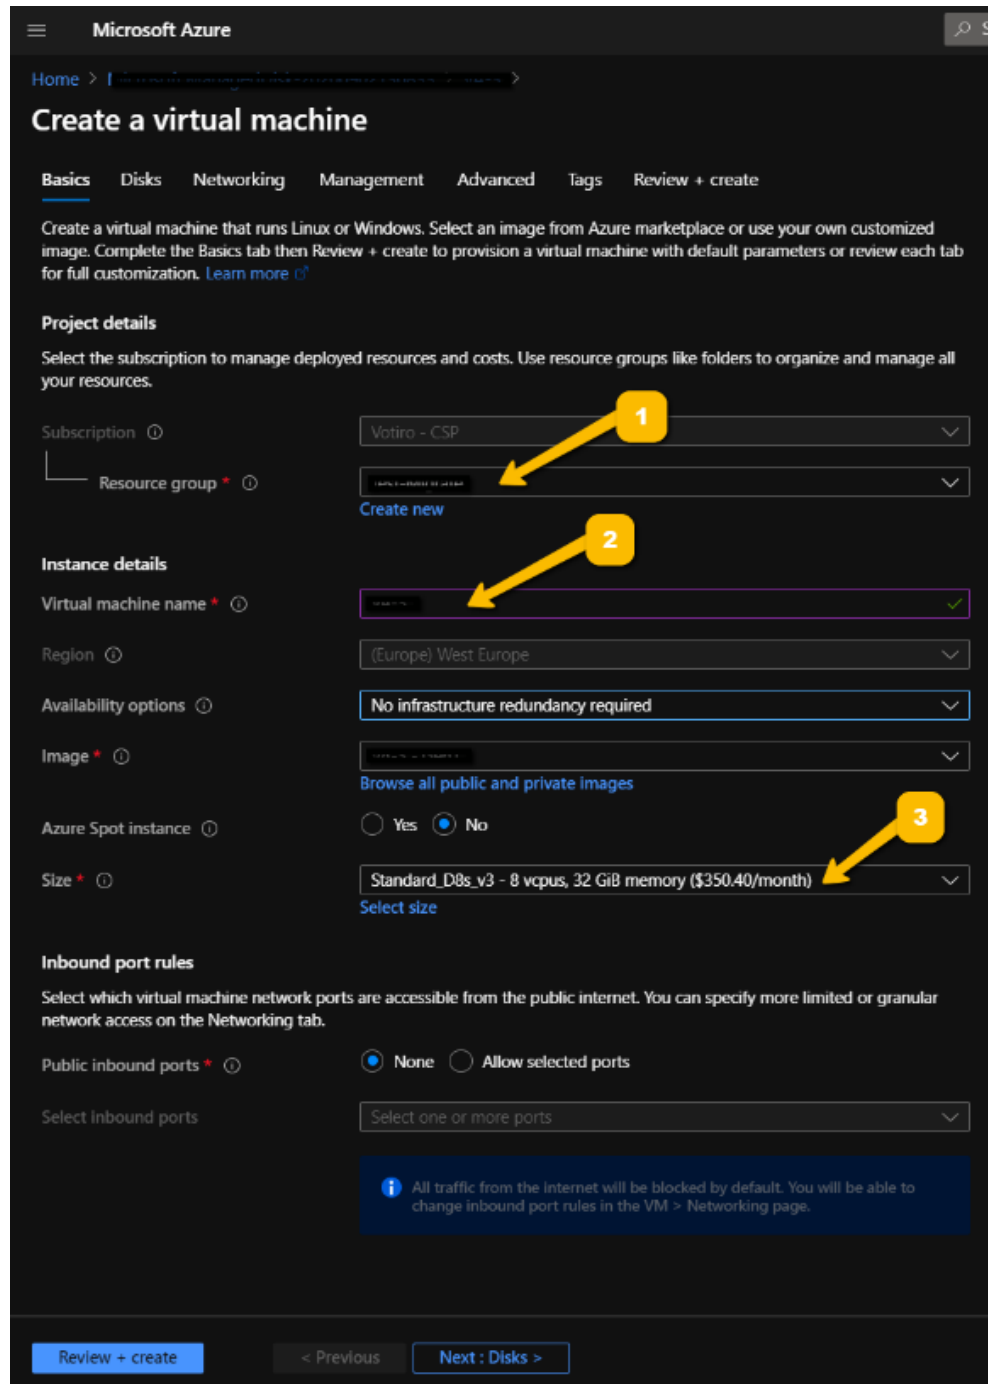 Microsoft Azure
S
Home > >
Create a virtual machine
Basics Disks Networking Management Advanced Tags Review + create
Create a virtual machine that runs Linux or Windows. Select an image from Azure marketplace or use your own customized
image. Complete the Basics tab then Review + create to provision a virtual machine with default parameters or review each tab
for full customization. Learn more
Project details
Select the subscription to manage deployed resources and costs. Use resource groups like folders to organize and manage all
your resources.
1
Subscription Votiro - CSP
Resource group *
Create new
2
Instance details
Virtual machine name *
Region (Europe) West Europe
Availability options No infrastructure redundancy required
Image *
Browse all public and private images
3
Azure Spot instance Yes No
Size * Standard_D8s_v3 - 8 vcpus, 32 GiB memory ($350.40/month)
Select size
Inbound port rules
Select which virtual machine network ports are accessible from the public internet. You can specify more limited or granular
network access on the Networking tab.
Public inbound ports * None Allow selected ports
Select inbound ports Select one or more ports
All traffic from the internet will be blocked by default. You will be able to
change inbound port rules in the VM > Networking page.
Review + create < Previous Next : Disks >